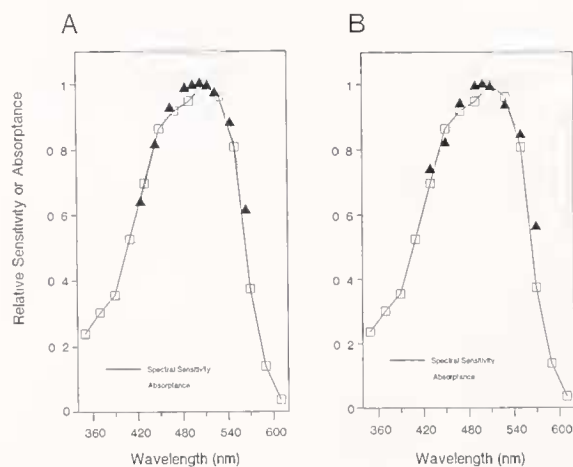 A
B
Relative Sensitivity or Absorptance
1
0 8
0 6
0 4
0 2
0
Spectral Sensitivity
Absorptance
360 420 480 540 600
Wavelength (nm)
1
0 8
0 6
0 4
0 2
0
Spectral Sensitivity
Absorptance
360 420 480 540 600
Wavelength (nm)